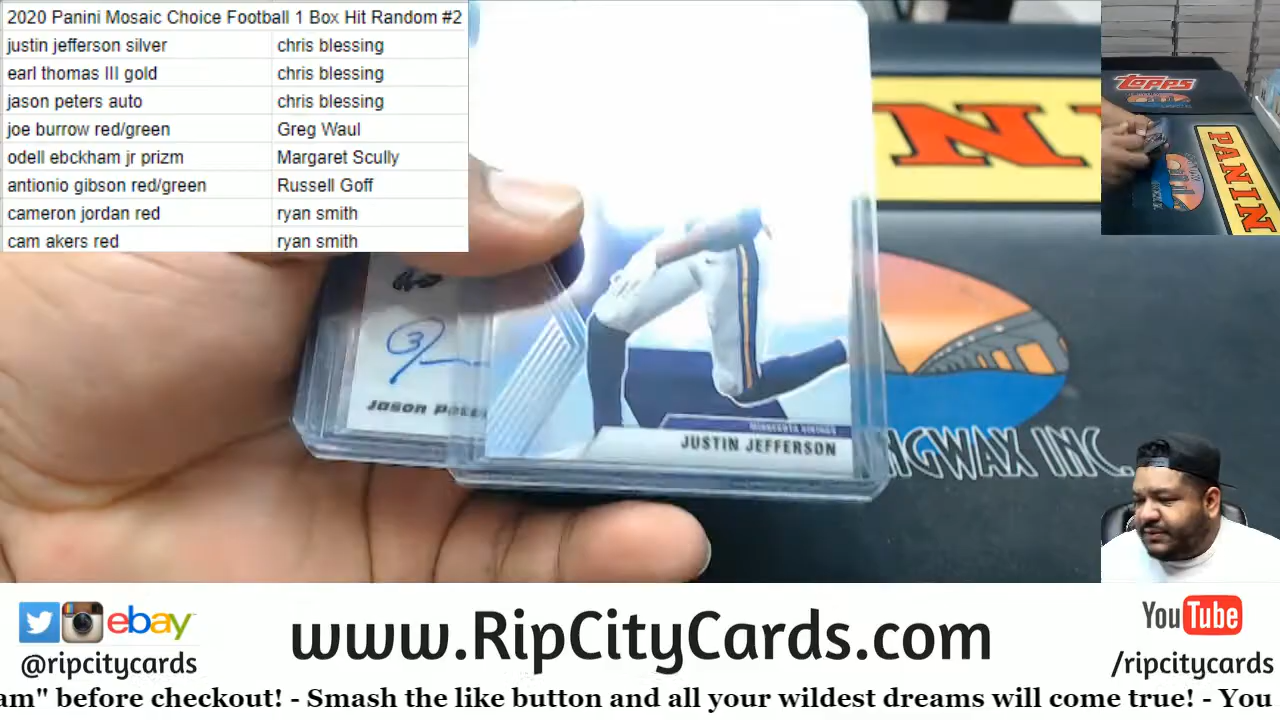 2020 Panini Mosaic Choice Football 1 Box Hit Random #2
justin jefferson silver chris blessing
earl thomas III gold chris blessing
jason peters auto chris blessing
joe burrow red/green Greg Waul
odell ebckham jr prizm Margaret Scully
antionio gibson red/green Russell Goff
cameron jordan red ryan smith
cam akers red ryan smith
Topps
PANINI
Jason
MINNESOTA VIKINGS
JUSTIN JEFFERSON
NGWAX INC.
ebay
@ripcitycards
www.RipCityCards.com
YouTube
/ripcitycards
am" before checkout! - Smash the like button and all your wildest dreams will come true! - You